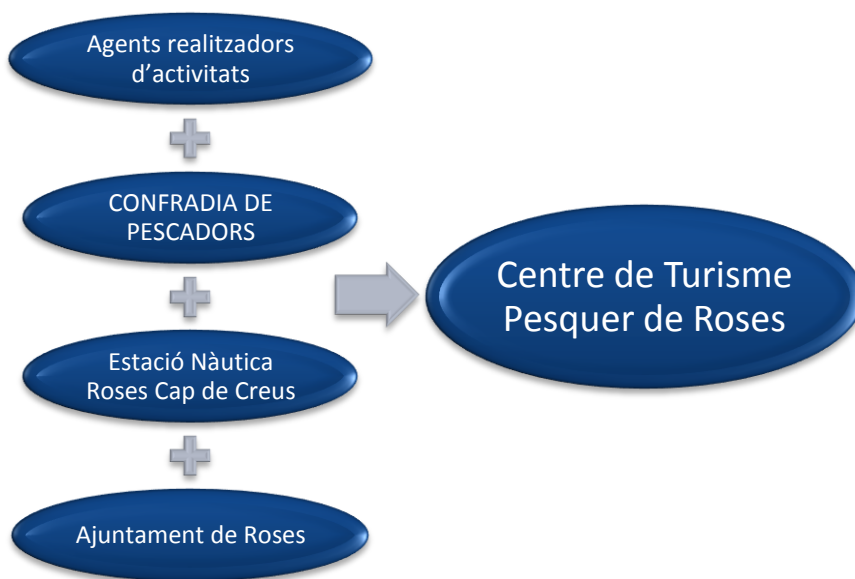 Agents realitzadors
d’activitats
CONFRADIA DE
PESCADORS
Estació Nàutica
Roses Cap de Creus
Ajuntament de Roses
Centre de Turisme
Pesquer de Roses